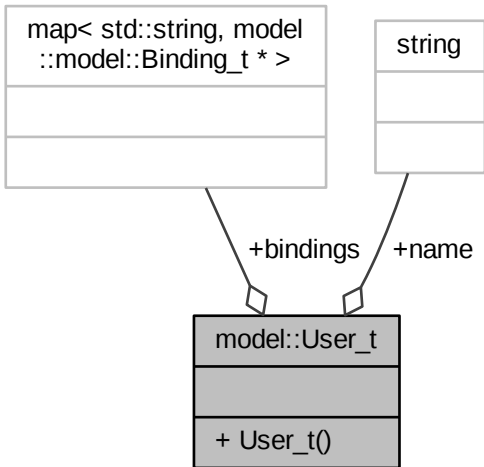 map< std::string, model
::model::Binding_t * >
string
+bindings
+name
model::User_t
+ User_t()